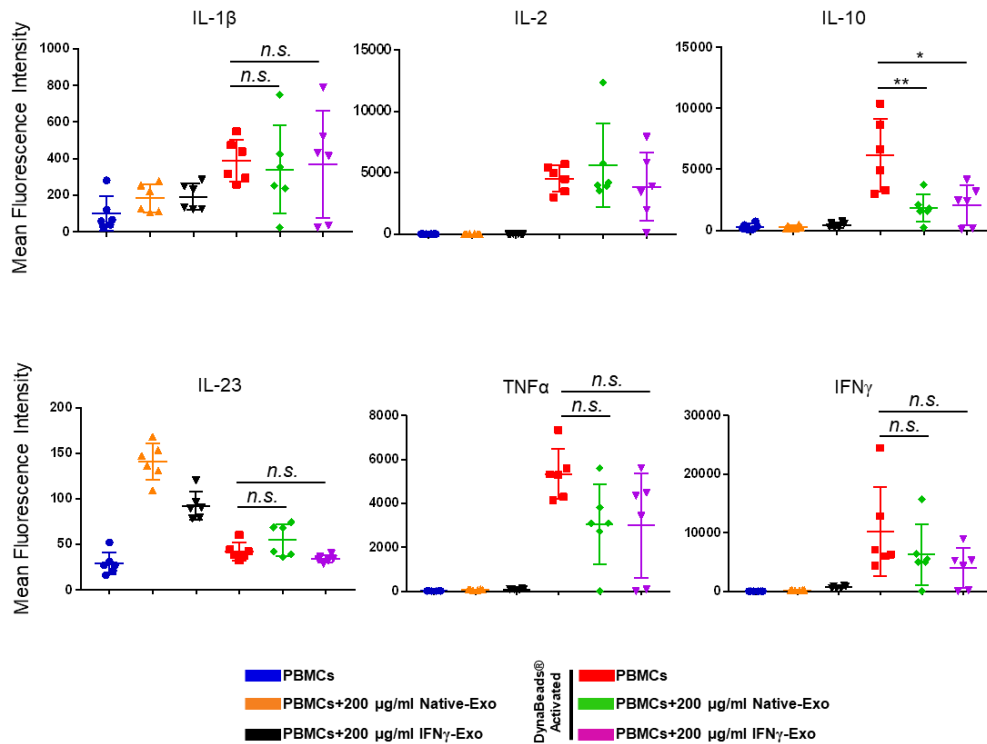 IL-1β
IL-2
IL-10
Mean Fluorescence Intensity
1000
800
600
400
200
0
n.s.
n.s.
15000
10000
5000
0
15000
10000
5000
0
*
**
IL-23
TNFα
IFNγ
Mean Fluorescence Intensity
200
150
100
50
0
n.s.
n.s.
8000
6000
4000
2000
0
n.s.
n.s.
30000
20000
10000
0
n.s.
n.s.
PBMCs
PBMCs+200 μg/ml Native-Exo
PBMCs+200 μg/ml IFNγ-Exo
DynaBeads®
Activated
PBMCs
PBMCs+200 μg/ml Native-Exo
PBMCs+200 μg/ml IFNγ-Exo